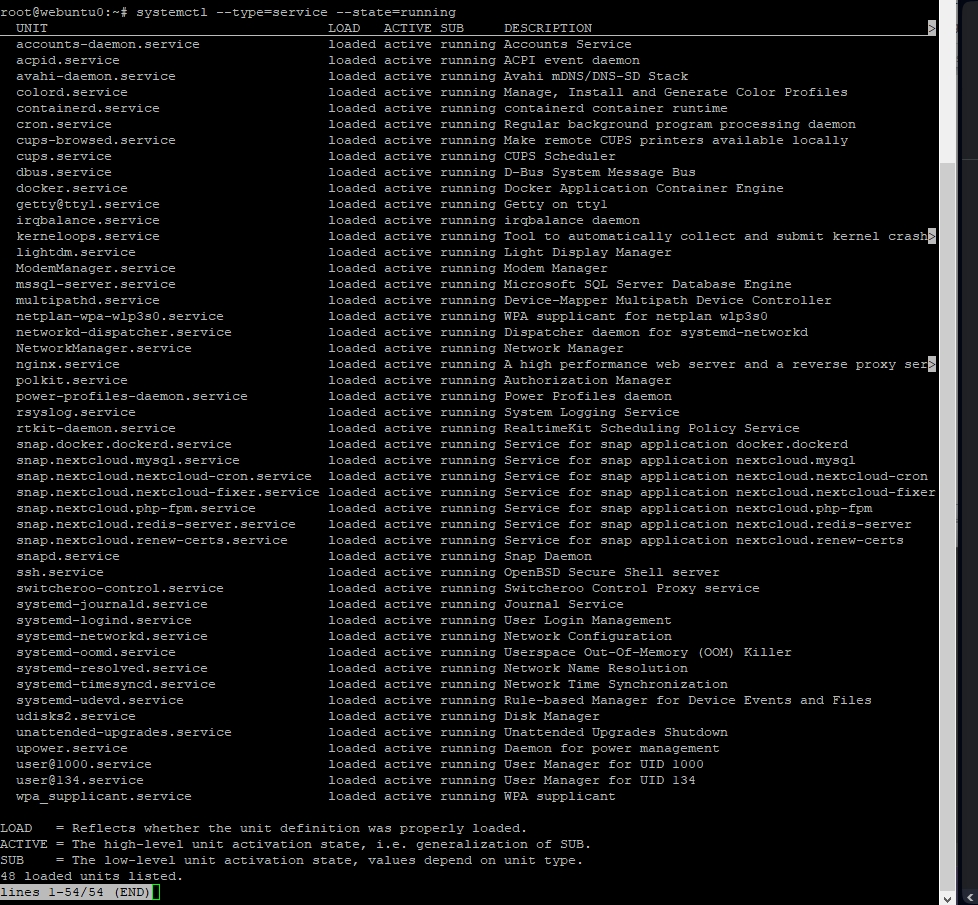 root@webuntu0:~# systemctl --type=service --state=running
UNIT LOAD ACTIVE SUB DESCRIPTION >
accounts-daemon.service loaded active running Accounts Service
acpid.service loaded active running ACPI event daemon
avahi-daemon.service loaded active running Avahi mDNS/DNS-SD Stack
colord.service loaded active running Manage, Install and Generate Color Profiles
containerd.service loaded active running containerd container runtime
cron.service loaded active running Regular background program processing daemon
cups-browsed.service loaded active running Make remote CUPS printers available locally
cups.service loaded active running CUPS Scheduler
dbus.service loaded active running D-Bus System Message Bus
docker.service loaded active running Docker Application Container Engine
getty@tty1.service loaded active running Getty on tty1
irqbalance.service loaded active running irqbalance daemon
kerneloops.service loaded active running Tool to automatically collect and submit kernel crash>
lightdm.service loaded active running Light Display Manager
ModemManager.service loaded active running Modem Manager
mssql-server.service loaded active running Microsoft SQL Server Database Engine
multipathd.service loaded active running Device-Mapper Multipath Device Controller
netplan-wpa-wlp3s0.service loaded active running WPA supplicant for netplan wlp3s0
networkd-dispatcher.service loaded active running Dispatcher daemon for systemd-networkd
NetworkManager.service loaded active running Network Manager
nginx.service loaded active running A high performance web server and a reverse proxy ser>
polkit.service loaded active running Authorization Manager
power-profiles-daemon.service loaded active running Power Profiles daemon
rsyslog.service loaded active running System Logging Service
rtkit-daemon.service loaded active running RealtimeKit Scheduling Policy Service
snap.docker.dockerd.service loaded active running Service for snap application docker.dockerd
snap.nextcloud.mysql.service loaded active running Service for snap application nextcloud.mysql
snap.nextcloud.nextcloud-cron.service loaded active running Service for snap application nextcloud.nextcloud-cron
snap.nextcloud.nextcloud-fixer.service loaded active running Service for snap application nextcloud.nextcloud-fixer
snap.nextcloud.php-fpm.service loaded active running Service for snap application nextcloud.php-fpm
snap.nextcloud.redis-server.service loaded active running Service for snap application nextcloud.redis-server
snap.nextcloud.renew-certs.service loaded active running Service for snap application nextcloud.renew-certs
snapd.service loaded active running Snap Daemon
ssh.service loaded active running OpenBSD Secure Shell server
switcheroo-control.service loaded active running Switcheroo Control Proxy service
systemd-journald.service loaded active running Journal Service
systemd-logind.service loaded active running User Login Management
systemd-networkd.service loaded active running Network Configuration
systemd-oomd.service loaded active running Userspace Out-Of-Memory (OOM) Killer
systemd-resolved.service loaded active running Network Name Resolution
systemd-timesyncd.service loaded active running Network Time Synchronization
systemd-udevd.service loaded active running Rule-based Manager for Device Events and Files
udisks2.service loaded active running Disk Manager
unattended-upgrades.service loaded active running Unattended Upgrades Shutdown
upower.service loaded active running Daemon for power management
user@1000.service loaded active running User Manager for UID 1000
user@134.service loaded active running User Manager for UID 134
wpa_supplicant.service loaded active running WPA supplicant
LOAD = Reflects whether the unit definition was properly loaded.
ACTIVE = The high-level unit activation state, i.e. generalization of SUB.
SUB = The low-level unit activation state, values depend on unit type.
48 loaded units listed.
lines 1-54/54 (END)